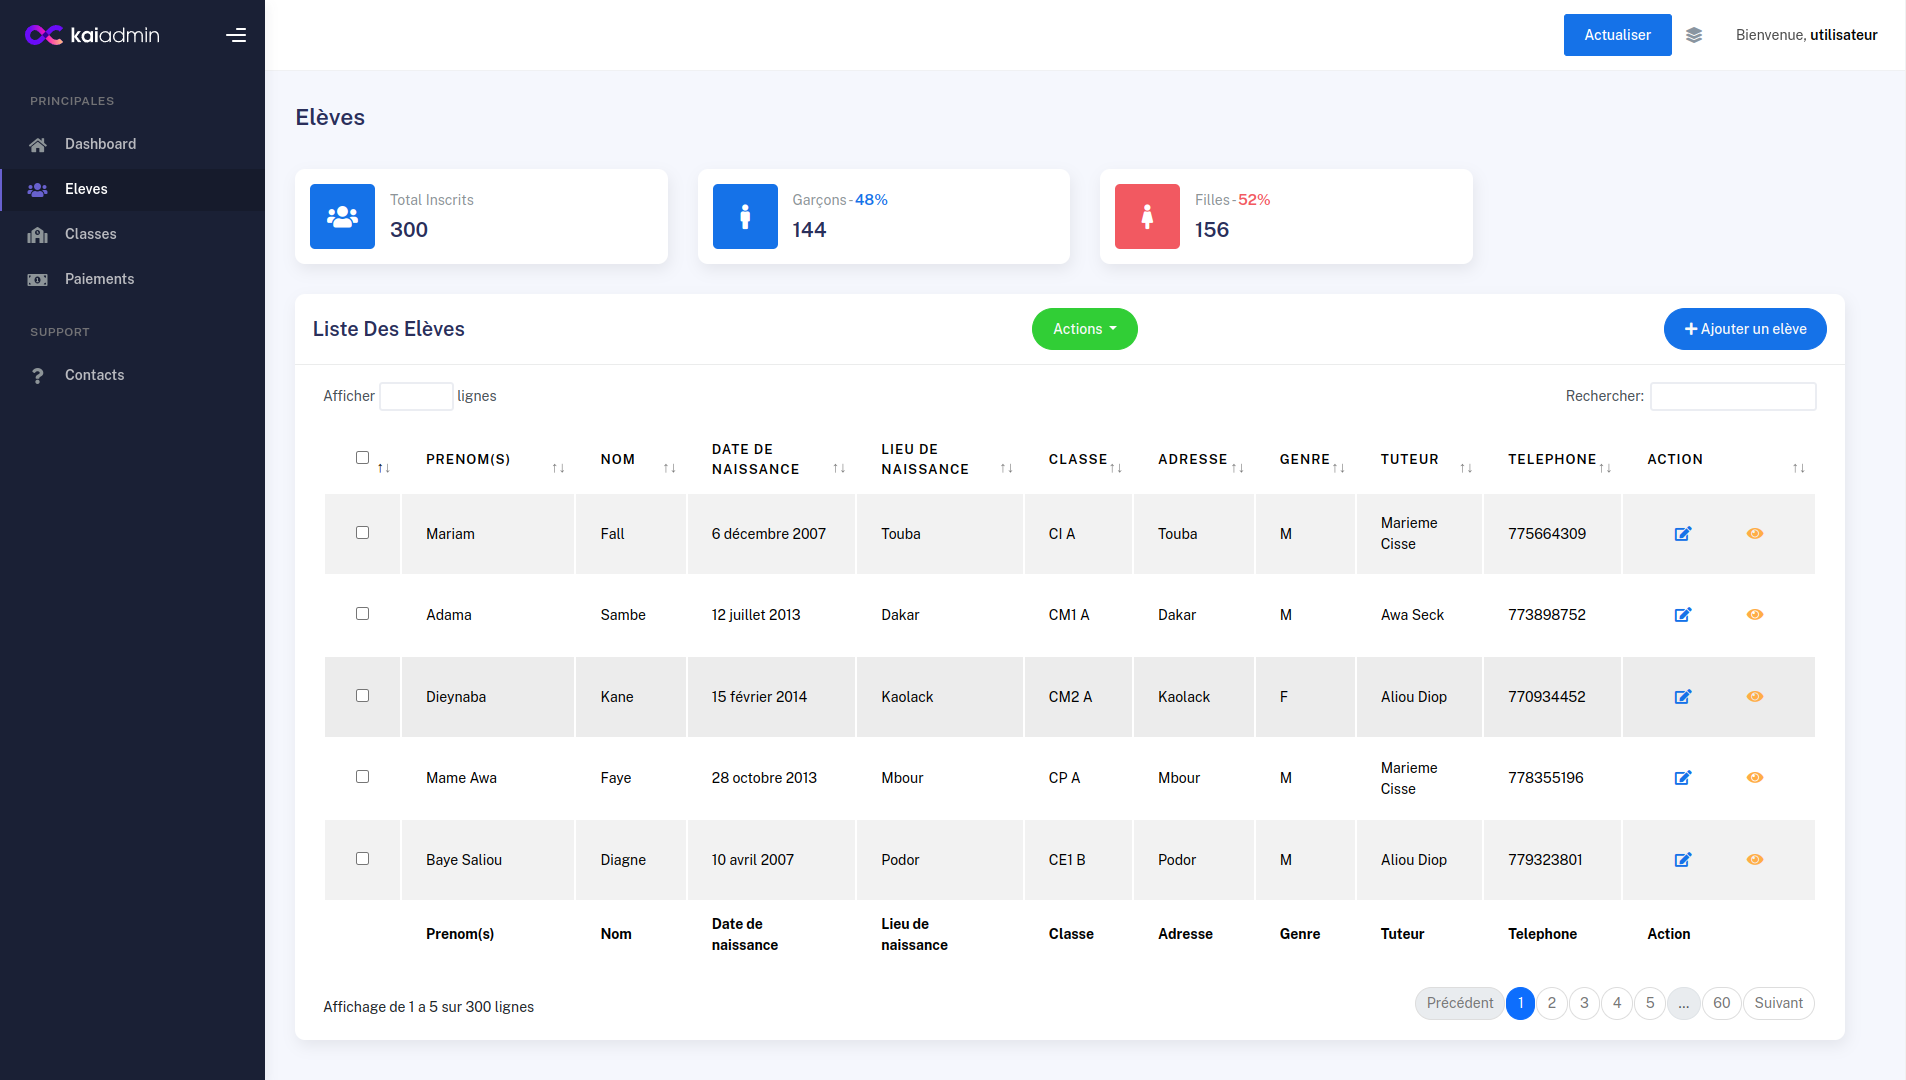 kaiadmin
Actualiser
Bienvenue, utilisateur
PRINCIPALES
Dashboard
Eleves
Classes
Paiements
SUPPORT
Contacts
Elèves
Total Inscrits
300
Garçons - 48%
144
Filles - 52%
156
Liste Des Elèves
Actions
Ajouter un elève
Afficher lignes
Rechercher:
PRENOM(S) NOM DATE DE NAISSANCE LIEU DE NAISSANCE CLASSE ADRESSE GENRE TUTEUR TELEPHONE ACTION
Mariam Fall 6 décembre 2007 Touba CI A Touba M Marieme Cisse 775664309
Adama Sambe 12 juillet 2013 Dakar CM1 A Dakar M Awa Seck 773898752
Dieynaba Kane 15 février 2014 Kaolack CM2 A Kaolack F Aliou Diop 770934452
Mame Awa Faye 28 octobre 2013 Mbour CP A Mbour M Marieme Cisse 778355196
Baye Saliou Diagne 10 avril 2007 Podor CE1 B Podor M Aliou Diop 779323801
Prenom(s) Nom Date de naissance Lieu de naissance Classe Adresse Genre Tuteur Telephone Action
Affichage de 1 a 5 sur 300 lignes
Précédent 1 2 3 4 5 ... 60 Suivant